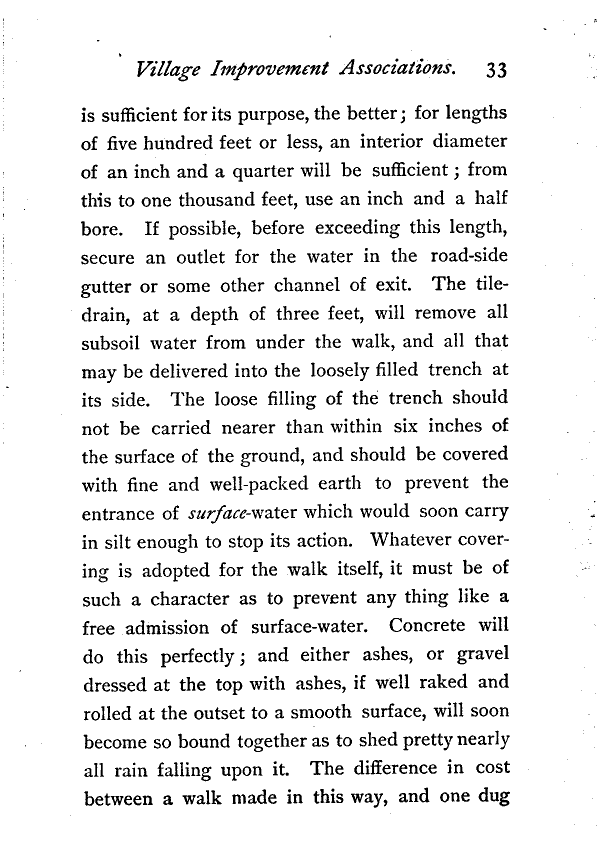 Village Improvement Associations. 33
is sufficient for its purpose, the better; for lengths
of five hundred feet or less, an interior diameter
of an inch and a quarter will be sufficient; from
this to one thousand feet, use an inch and a half
bore. If possible, before exceeding this length,
secure an outlet for the water in the road-side
gutter or some other channel of exit. The tile-
drain, at a depth of three feet, will remove all
subsoil water from under the walk, and all that
may be delivered into the loosely filled trench at
its side. The loose filling of the trench should
not be carried nearer than within six inches of
the surface of the ground, and should be covered
with fine and well-packed earth to prevent the
entrance of surface-water which would soon carry
in silt enough to stop its action. Whatever cover-
ing is adopted for the walk itself, it must be of
such a character as to prevent any thing like a
free admission of surface-water. Concrete will
do this perfectly; and either ashes, or gravel
dressed at the top with ashes, if well raked and
rolled at the outset to a smooth surface, will soon
become so bound together as to shed pretty nearly
all rain falling upon it. The difference in cost
between a walk made in this way, and one dug